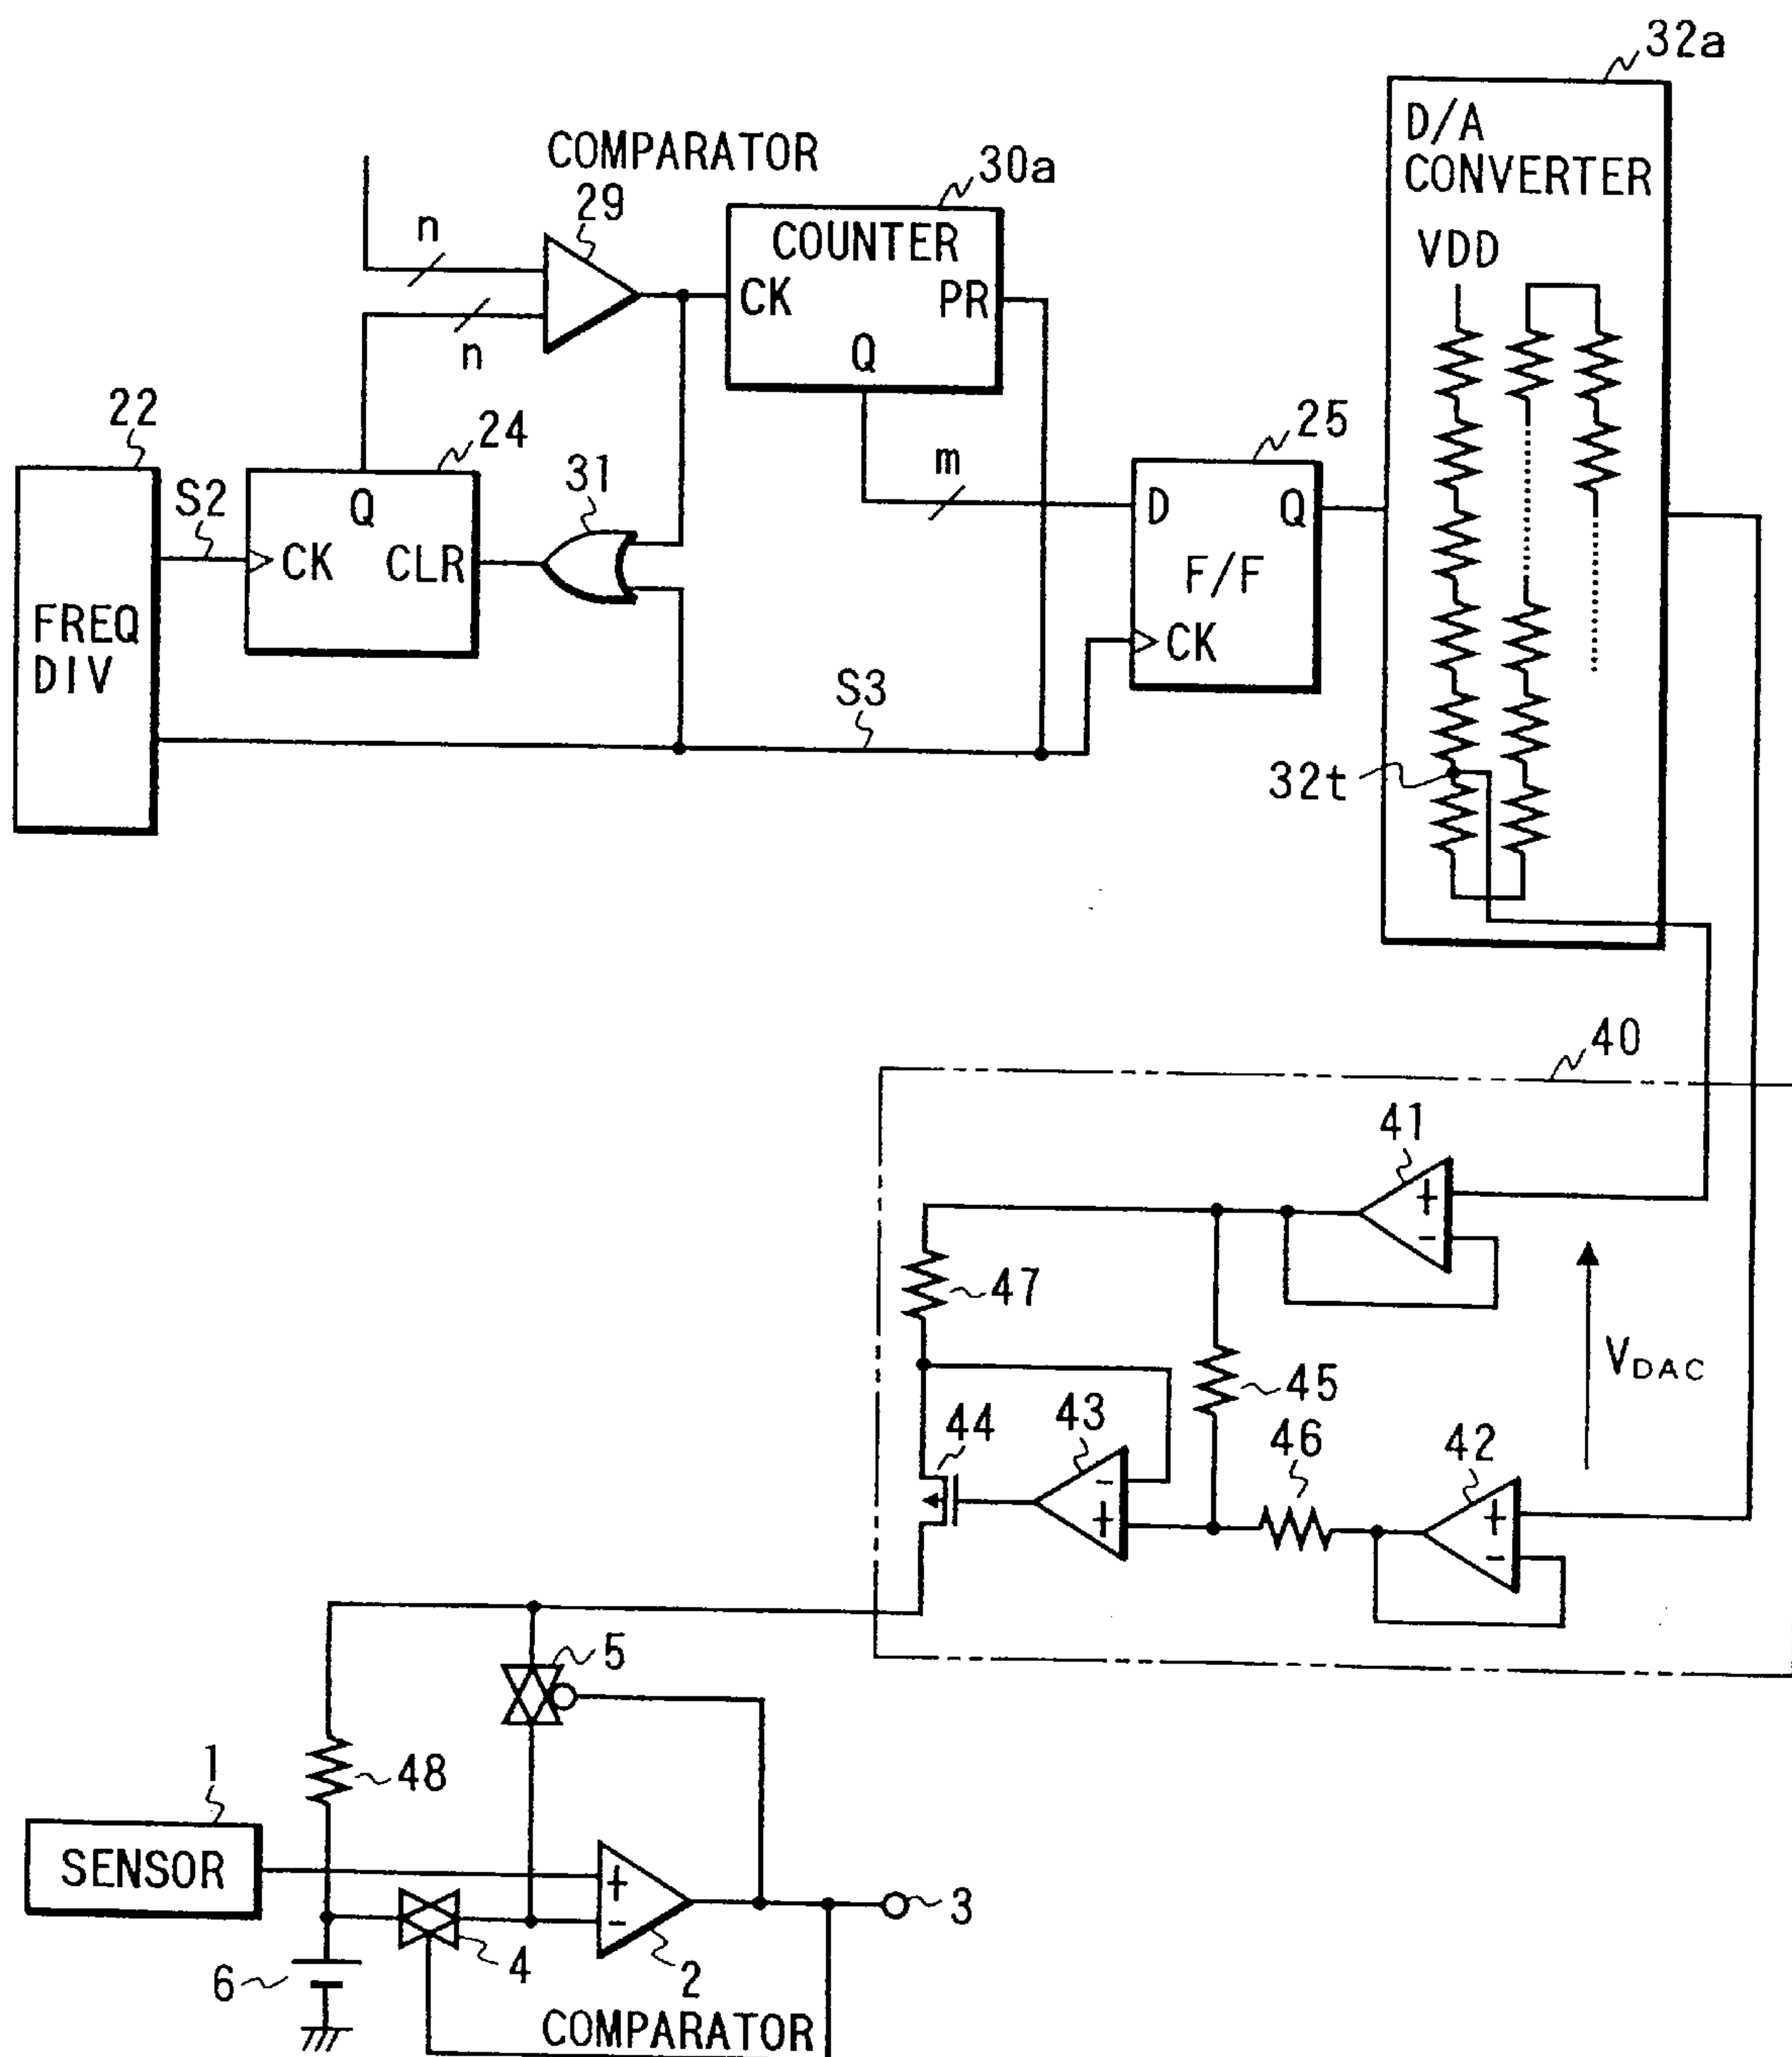 32a
D/A
CONVERTER
VDD
COMPARATOR
29
30a
n
n
COUNTER
CK
PR
Q
22
24
31
25
S2
Q
CK
CLR
m
D
Q
F/F
CK
FREQ
DIV
S3
32t
40
41
+
-
47
45
VDAC
44
43
46
42
-
+
+
-
5
1
48
SENSOR
+
-
3
6
4
2
COMPARATOR